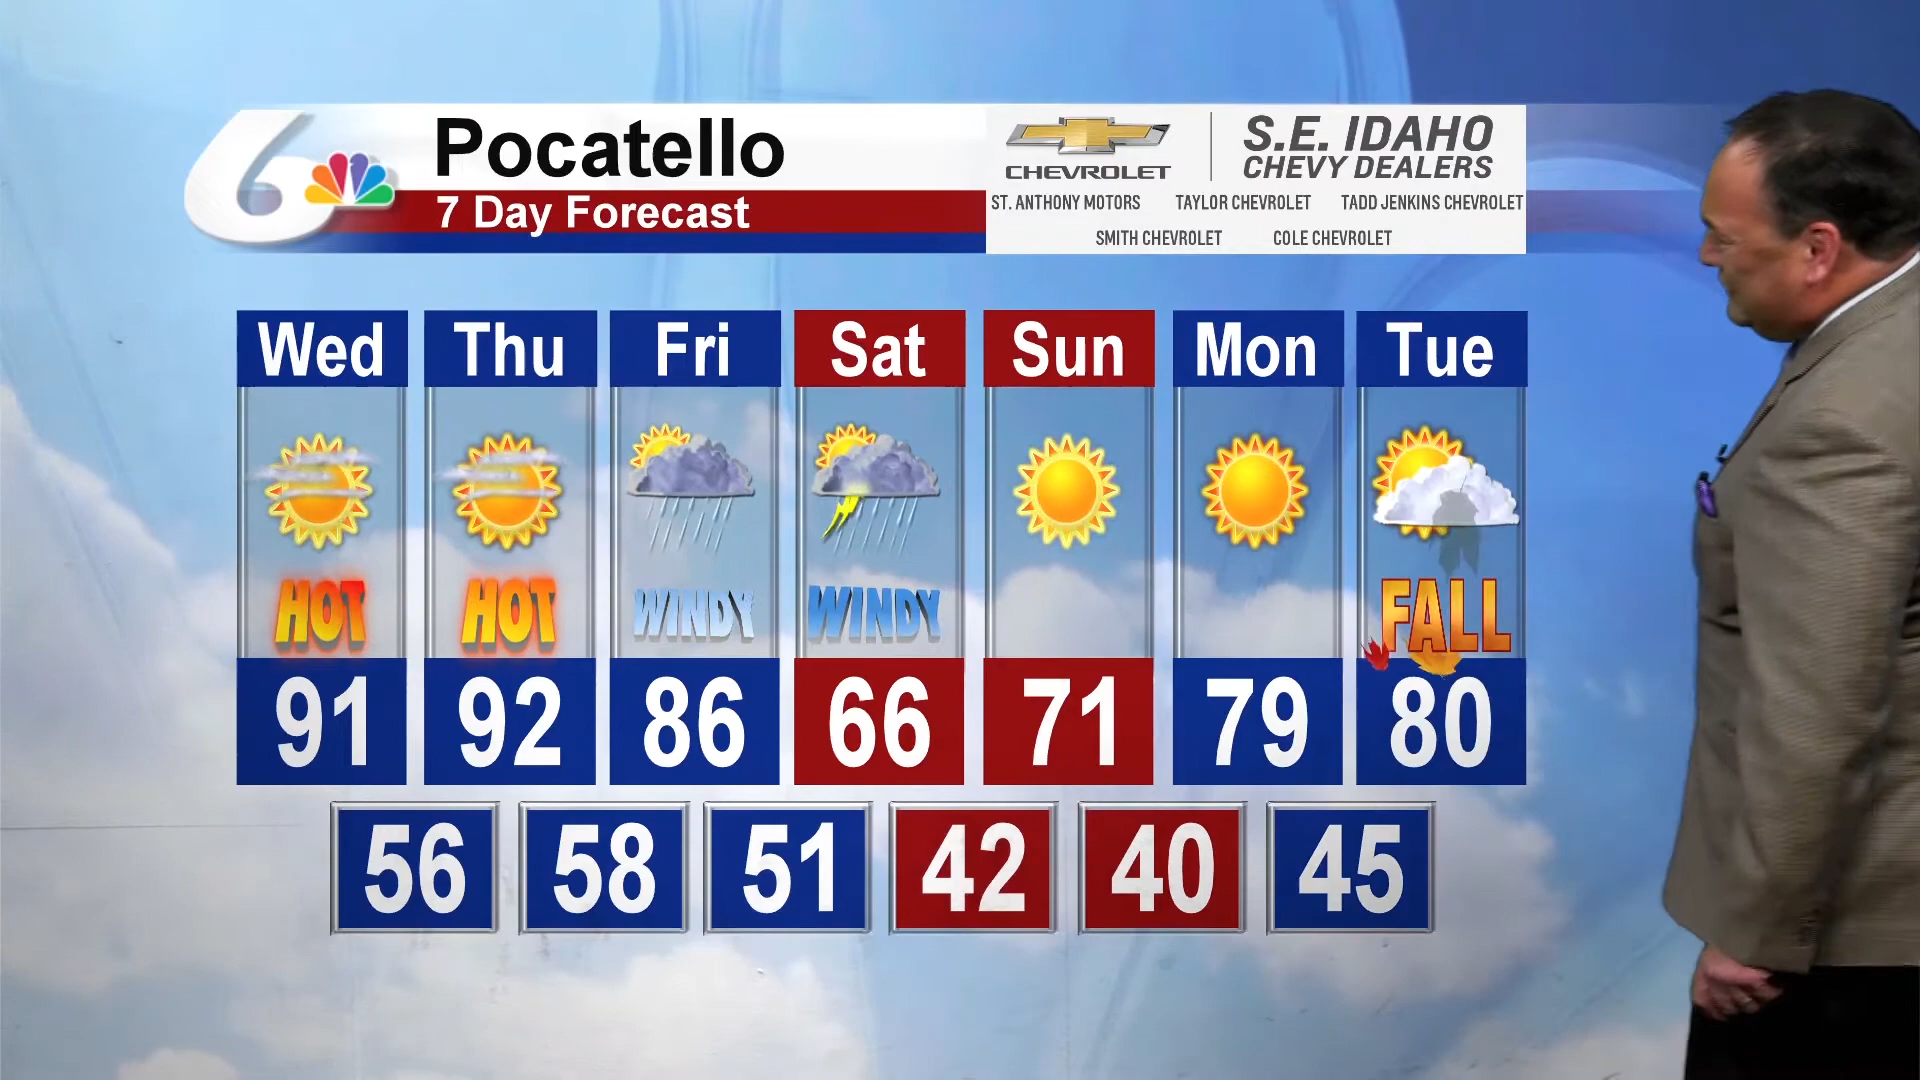 6
Pocatello
7 Day Forecast
CHEVROLET
S.E. IDAHO
CHEVY DEALERS
ST. ANTHONY MOTORS TAYLOR CHEVROLET TADD JENKINS CHEVROLET
SMITH CHEVROLET COLE CHEVROLET
Wed Thu Fri Sat Sun Mon Tue
HOT HOT WINDY WINDY FALL
91 92 86 66 71 79 80
56 58 51 42 40 45